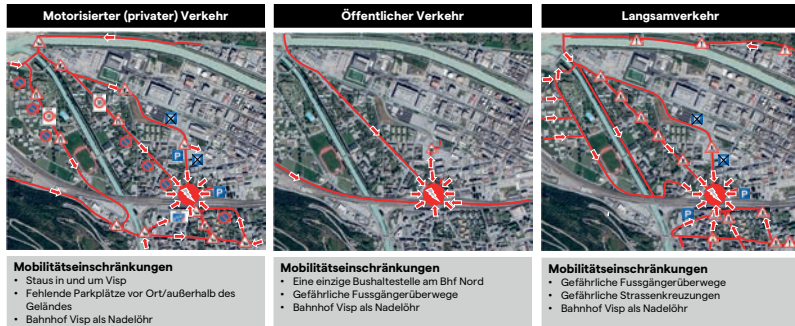 Motorisierter (privater) Verkehr
Öffentlicher Verkehr
Langsamverkehr
P
P
P
P
Mobilitätseinschränkungen
• Staus in und um Visp
• Fehlende Parkplätze vor Ort/außerhalb des
Geländes
• Bahnhof Visp als Nadelöhr
Mobilitätseinschränkungen
• Eine einzige Bushaltestelle am Bhf Nord
• Gefährliche Fussgängerüberwege
• Bahnhof Visp als Nadelöhr
Mobilitätseinschränkungen
• Gefährliche Fussgängerüberwege
• Gefährliche Strassenkreuzungen
• Bahnhof Visp als Nadelöhr